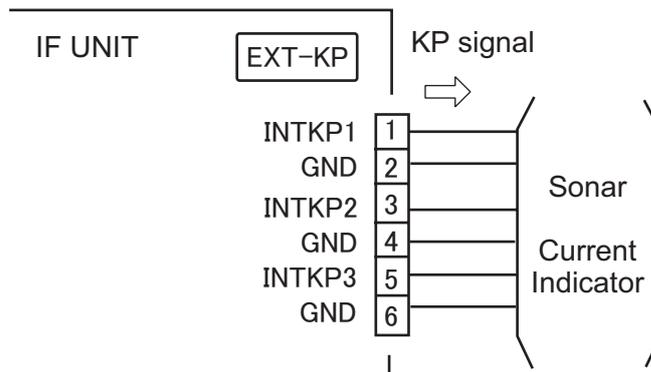 IF UNIT
EXT-KP
KP signal
INTKP1 1
GND 2
INTKP2 3
GND 4
INTKP3 5
GND 6
Sonar
Current
Indicator